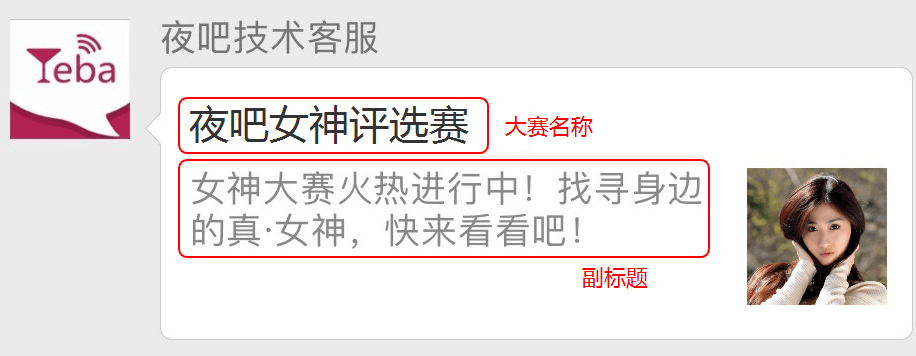 夜吧技术客服
Yeba
夜吧女神评选赛
大赛名称
女神大赛火热进行中！找寻身边
的真·女神，快来看看吧！
副标题